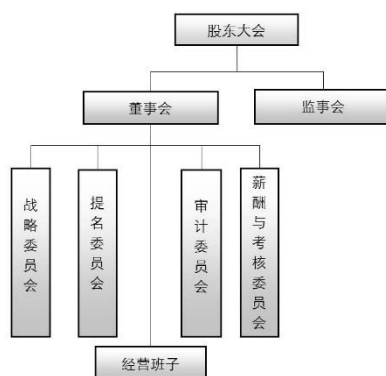 股东大会
董事会
监事会
战略委员会
提名委员会
审计委员会
薪酬与考核委员会
经营班子